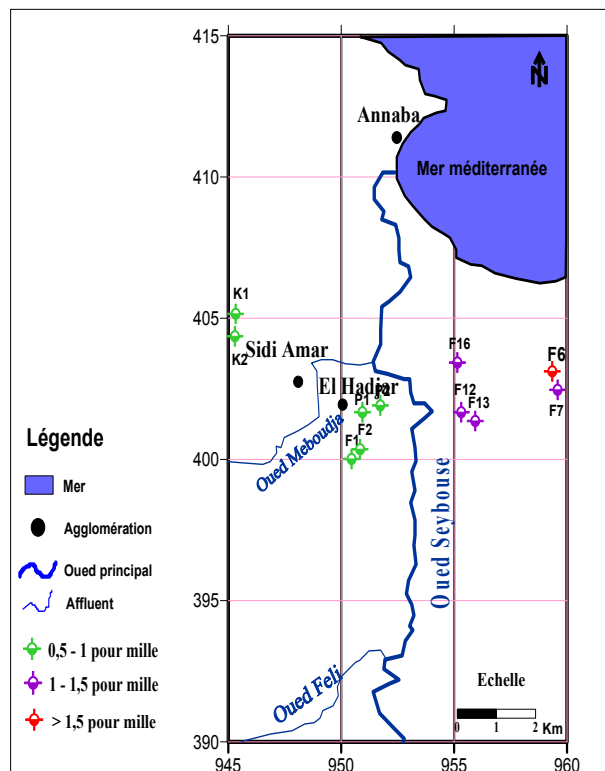 415
N
Annaba
Mer méditerranée
410
K1
405
K2
F16
F6
Sidi Amar
El Hadjar
P1
P2
F12
F13
F7
Légende
F1
F2
Oued Meboudja
400
Mer
Oued Seybouse
Agglomération
Oued principal
Affluent
395
0,5 - 1 pour mille
Oued Feli
1 - 1,5 pour mille
Echelle
> 1,5 pour mille
0 1 2 Km
390
945 950 955 960